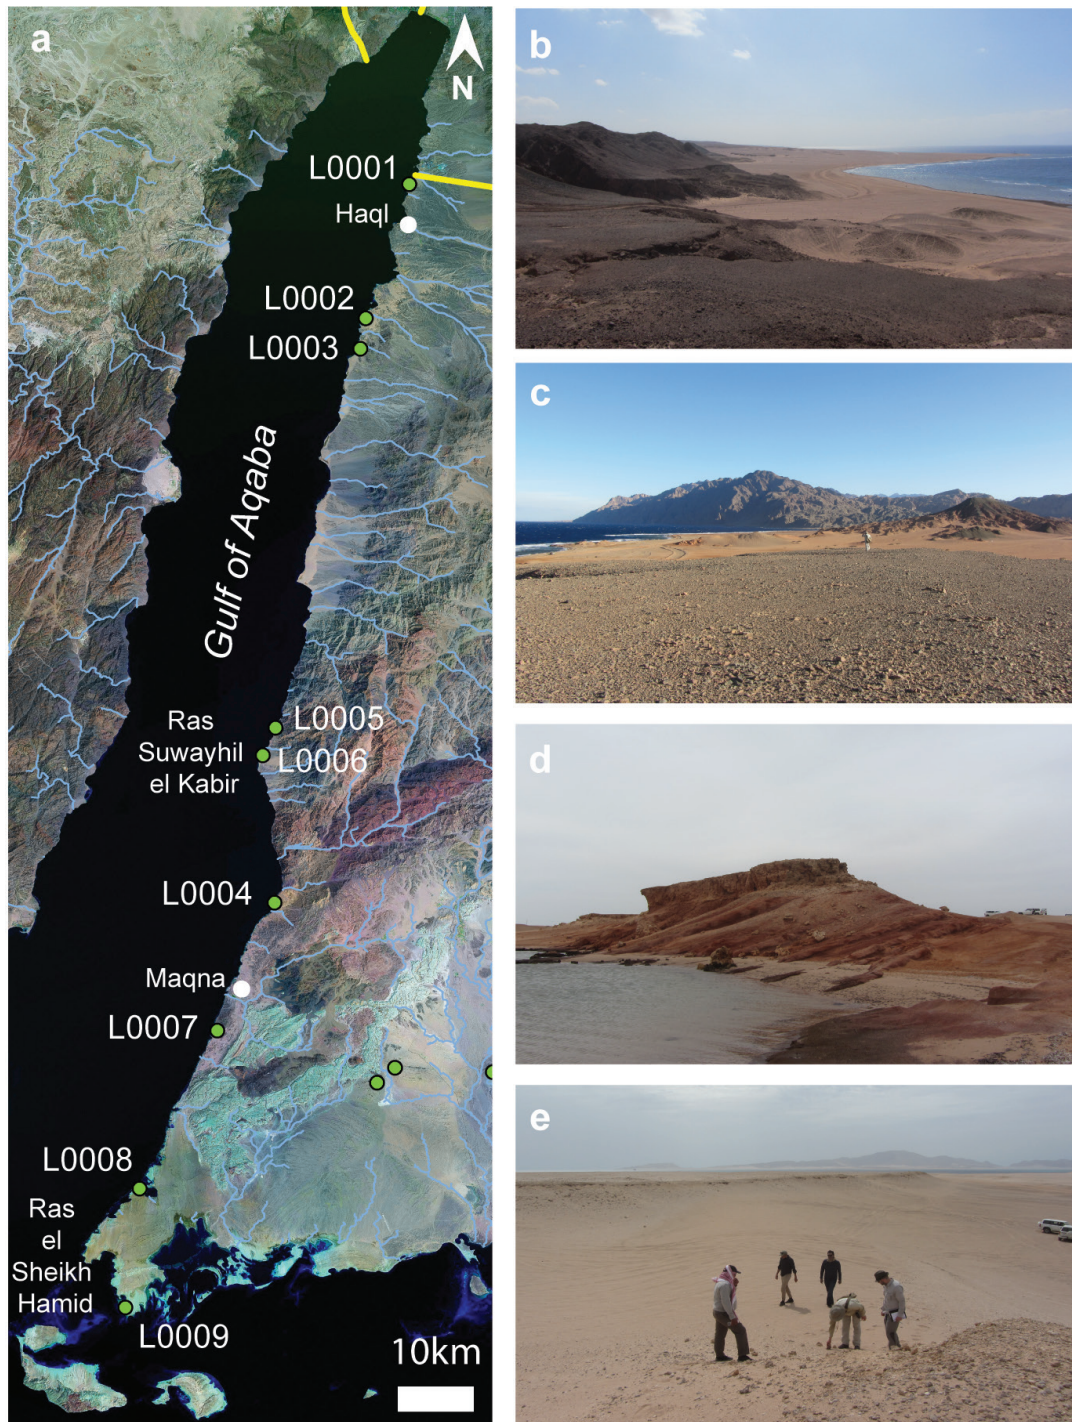 a
N
L0001
Haql
L0002
L0003
Gulf of Aqaba
Ras
Suwayhil
el Kabir
L0005
L0006
L0004
Maqna
L0007
L0008
Ras
el
Sheikh
Hamid
L0009
10km
b
c
d
e